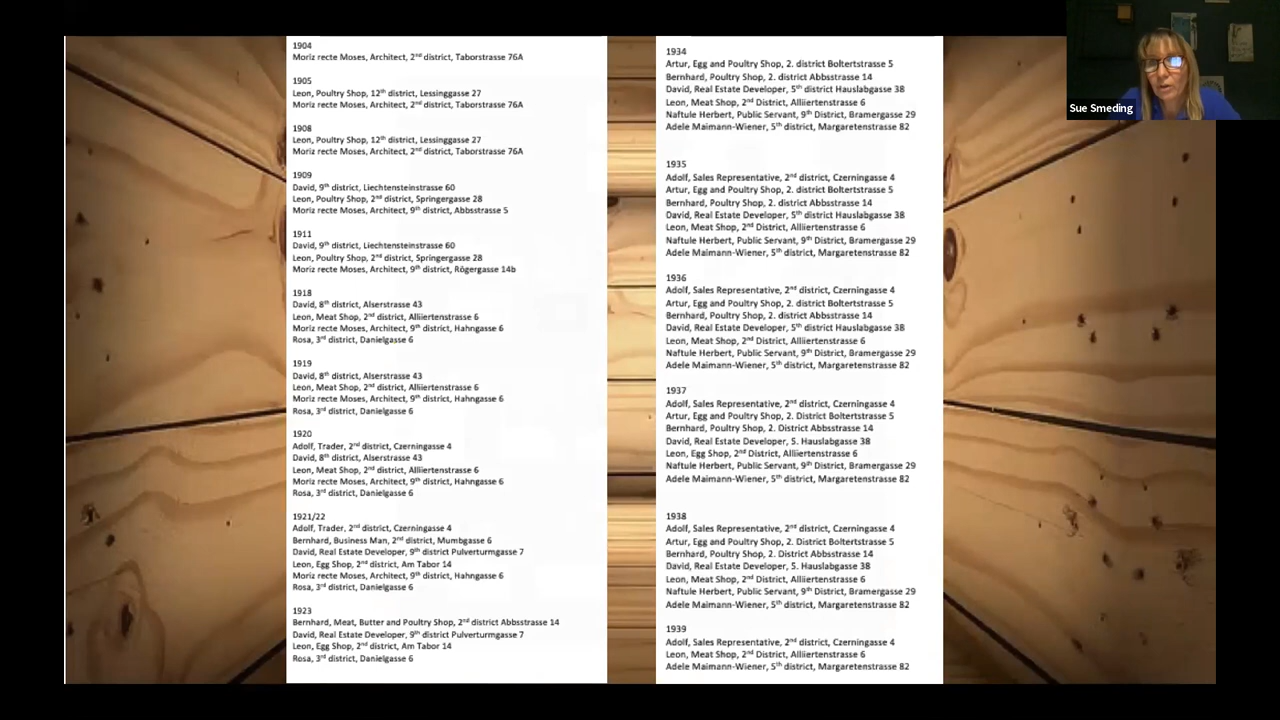 1904
Moriz recte Moses, Architect, 2nd district, Taborstrasse 76A
1905
Leon, Poultry Shop, 12th district, Lessinggasse 27
Moriz recte Moses, Architect, 2nd district, Taborstrasse 76A
1908
Leon, Poultry Shop, 12th district, Lessinggasse 27
Moriz recte Moses, Architect, 2nd district, Taborstrasse 76A
1909
David, 9th district, Liechtensteinstrasse 60
Leon, Poultry Shop, 2nd district, Springergasse 28
Moriz recte Moses, Architect, 9th district, Abbsstrasse 5
1911
David, 9th district, Liechtensteinstrasse 60
Leon, Poultry Shop, 2nd district, Springergasse 28
Moriz recte Moses, Architect, 9th district, Rögergasse 14b
1918
David, 8th district, Alserstrasse 43
Leon, Meat Shop, 2nd district, Alliiertenstrasse 6
Moriz recte Moses, Architect, 9th district, Hahngasse 6
Rosa, 3rd district, Danielgasse 6
1919
David, 8th district, Alserstrasse 43
Leon, Meat Shop, 2nd district, Alliiertenstrasse 6
Moriz recte Moses, Architect, 9th district, Hahngasse 6
Rosa, 3rd district, Danielgasse 6
1920
Adolf, Trader, 2nd district, Czerningasse 4
David, 8th district, Alserstrasse 43
Leon, Meat Shop, 2nd district, Alliiertenstrasse 6
Moriz recte Moses, Architect, 9th district, Hahngasse 6
Rosa, 3rd district, Danielgasse 6
1921/22
Adolf, Trader, 2nd district, Czerningasse 4
Bernhard, Business Man, 2nd district, Mumbgasse 6
David, Real Estate Developer, 9th district Pulverturmgasse 7
Leon, Egg Shop, 2nd district, Am Tabor 14
Moriz recte Moses, Architect, 9th district, Hahngasse 6
Rosa, 3rd district, Danielgasse 6
1923
Bernhard, Meat, Butter and Poultry Shop, 2nd district Abbsstrasse 14
David, Real Estate Developer, 9th district Pulverturmgasse 7
Leon, Egg Shop, 2nd district, Am Tabor 14
Rosa, 3rd district, Danielgasse 6
1934
Artur, Egg and Poultry Shop, 2. district Boltertstrasse 5
Bernhard, Poultry Shop, 2. district Abbsstrasse 14
David, Real Estate Developer, 5th district Hauslabgasse 38
Leon, Meat Shop, 2nd District, Alliiertenstrasse 6
Naftule Herbert, Public Servant, 9th District, Bramergasse 29
Adele Maimann-Wiener, 5th district, Margaretenstrasse 82
1935
Adolf, Sales Representative, 2nd district, Czerningasse 4
Artur, Egg and Poultry Shop, 2. district Boltertstrasse 5
Bernhard, Poultry Shop, 2. district Abbsstrasse 14
David, Real Estate Developer, 5th district Hauslabgasse 38
Leon, Meat Shop, 2nd District, Alliiertenstrasse 6
Naftule Herbert, Public Servant, 9th District, Bramergasse 29
Adele Maimann-Wiener, 5th district, Margaretenstrasse 82
1936
Adolf, Sales Representative, 2nd district, Czerningasse 4
Artur, Egg and Poultry Shop, 2. district Boltertstrasse 5
Bernhard, Poultry Shop, 2. district Abbsstrasse 14
David, Real Estate Developer, 5th district Hauslabgasse 38
Leon, Meat Shop, 2nd District, Alliiertenstrasse 6
Naftule Herbert, Public Servant, 9th District, Bramergasse 29
Adele Maimann-Wiener, 5th district, Margaretenstrasse 82
1937
Adolf, Sales Representative, 2nd district, Czerningasse 4
Artur, Egg and Poultry Shop, 2. District Boltertstrasse 5
Bernhard, Poultry Shop, 2. District Abbsstrasse 14
David, Real Estate Developer, 5. Hauslabgasse 38
Leon, Egg Shop, 2nd District, Alliiertenstrasse 6
Naftule Herbert, Public Servant, 9th District, Bramergasse 29
Adele Maimann-Wiener, 5th district, Margaretenstrasse 82
1938
Adolf, Sales Representative, 2nd district, Czerningasse 4
Artur, Egg and Poultry Shop, 2. District Boltertstrasse 5
Bernhard, Poultry Shop, 2. District Abbsstrasse 14
David, Real Estate Developer, 5. Hauslabgasse 38
Leon, Meat Shop, 2nd District, Alliiertenstrasse 6
Naftule Herbert, Public Servant, 9th District, Bramergasse 29
Adele Maimann-Wiener, 5th district, Margaretenstrasse 82
1939
Adolf, Sales Representative, 2nd district, Czerningasse 4
Leon, Meat Shop, 2nd District, Alliiertenstrasse 6
Adele Maimann-Wiener, 5th district, Margaretenstrasse 82
Sue Smeding